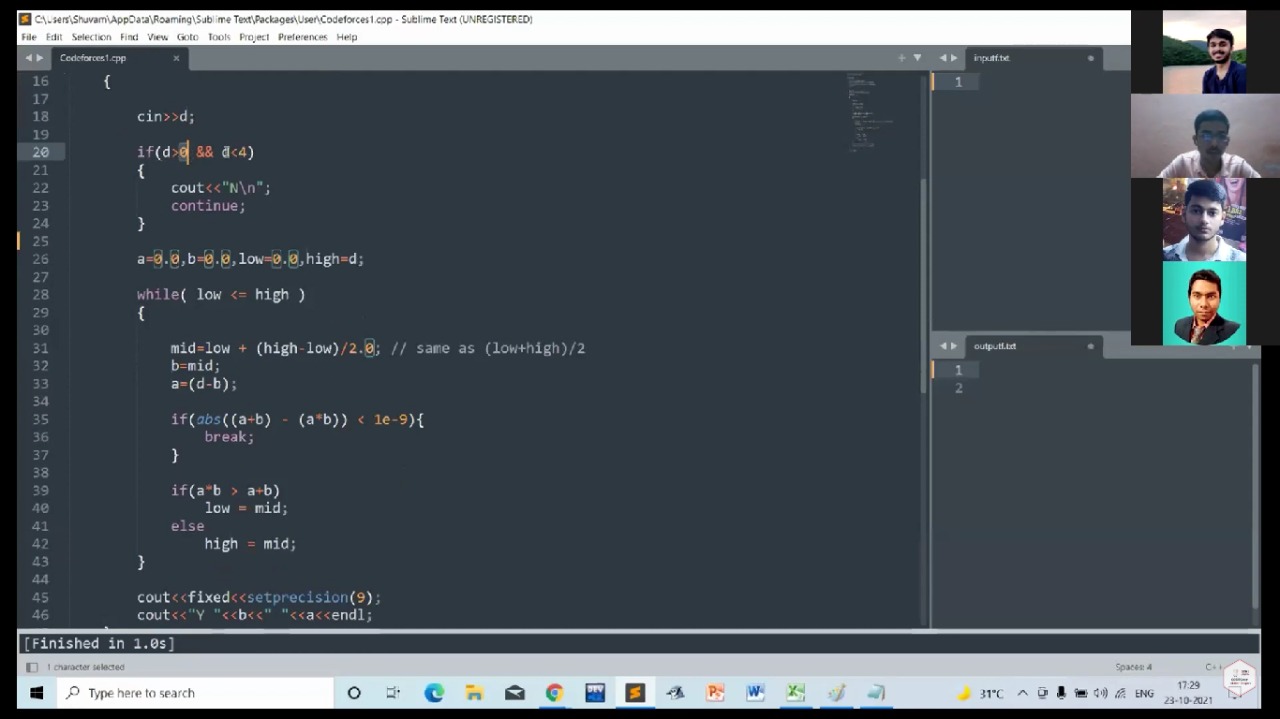 C:\Users\Shuvam\AppData\Roaming\Sublime Text\Packages\User\Codeforces1.cpp - Sublime Text (UNREGISTERED)
File Edit Selection Find View Goto Tools Project Preferences Help
Codeforces1.cpp
16 {
17
18 cin>>d;
19
20 if(d>0 && d<4)
21 {
22 cout<<"N\n";
23 continue;
24 }
25
26 a=0.0,b=0.0,low=0.0,high=d;
27
28 while( low <= high )
29 {
30
31 mid=low + (high-low)/2.0; // same as (low+high)/2
32 b=mid;
33 a=(d-b);
34
35 if(abs((a+b) - (a*b)) < 1e-9){
36 break;
37 }
38
39 if(a*b > a+b)
40 low = mid;
41 else
42 high = mid;
43 }
44
45 cout<<fixed<<setprecision(9);
46 cout<<"Y "<<b<<" "<<a<<endl;
inputf.txt
1
outputf.txt
1
2
[Finished in 1.0s]
1 character selected
Spaces: 4
Type here to search
31°C
ENG
17:29
23-10-2021